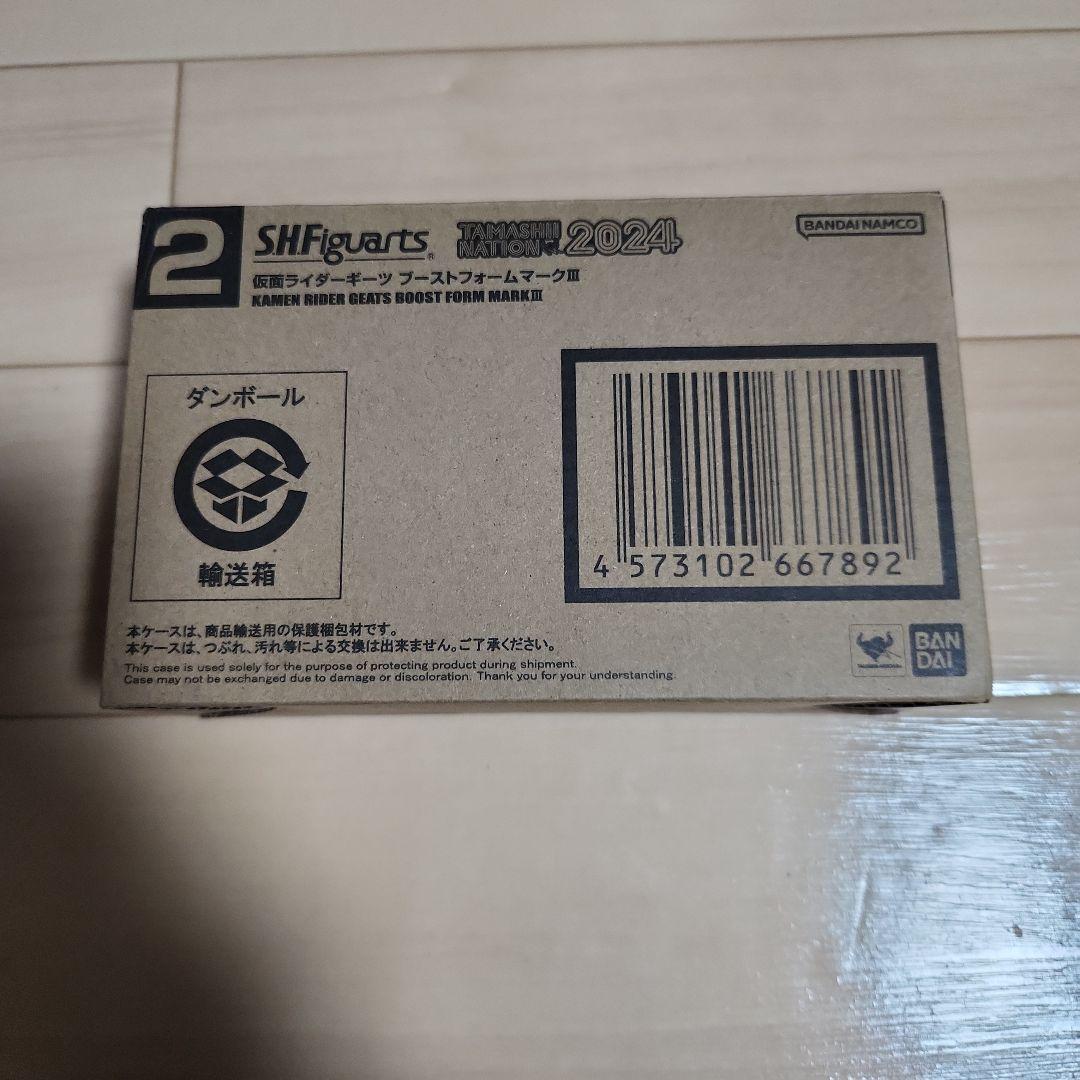 2
S.H.Figuarts®
TAMASHII NATION 2024
BANDAI NAMCO
仮面ライダーギーツ ブーストフォームマークⅢ
KAMEN RIDER GEATS BOOST FORM MARKⅢ
ダンボール
輸送箱
4 573102 667892
本ケースは、商品輸送用の保護梱包材です。
本ケースは、つぶれ、汚れ等による交換は出来ません。ご了承ください。
This case is used solely for the purpose of protecting product during shipment.
Case may not be exchanged due to damage or discoloration. Thank you for your understanding.
BAN
DAI